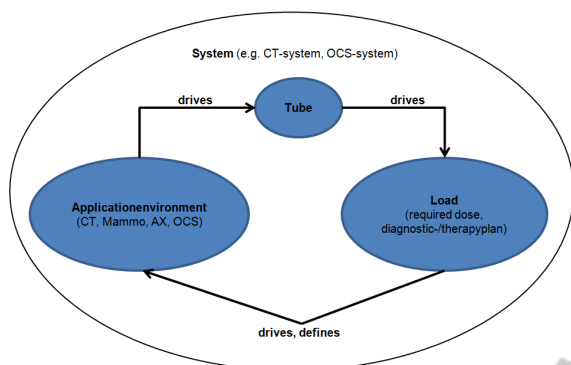 System (e.g. CT-system, OCS-system)
drives
Tube
drives
Applicationenvironment
(CT, Mammo, AX, OCS)
Load
(required dose,
diagnostic-/therapyplan)
drives, defines